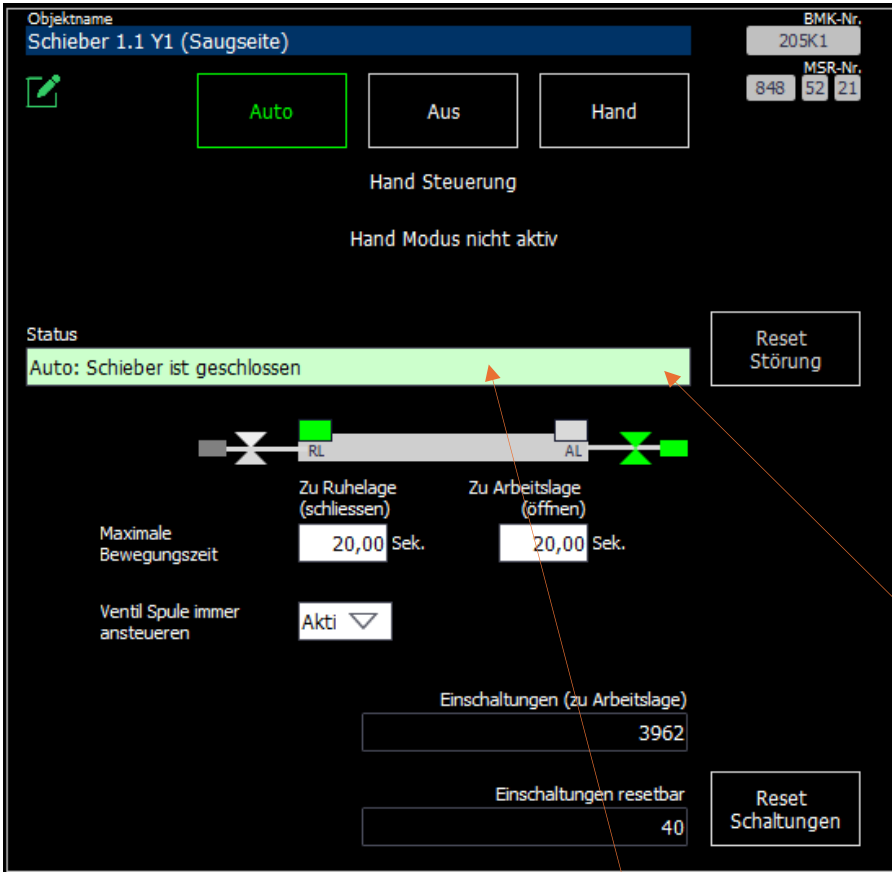 Objektname
Schieber 1.1 Y1 (Saugseite)
BMK-Nr.
205K1
MSR-Nr.
848 52 21
Auto
Aus
Hand
Hand Steuerung
Hand Modus nicht aktiv
Status
Auto: Schieber ist geschlossen
Reset
Störung
RL
AL
Zu Ruhelage
(schliessen)
Zu Arbeitslage
(öffnen)
Maximale
Bewegungszeit
20,00 Sek.
20,00 Sek.
Ventil Spule immer
ansteueren
Akti
Einschaltungen (zu Arbeitslage)
3962
Einschaltungen resetbar
40
Reset
Schaltungen